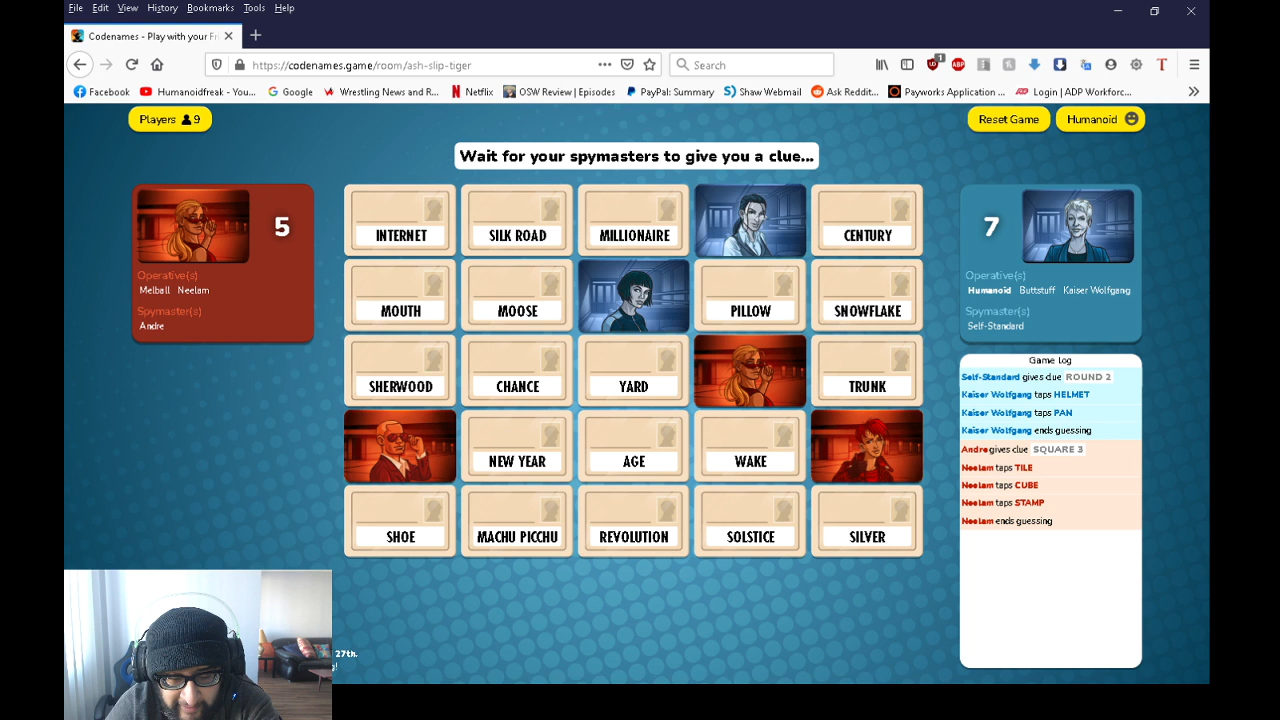 File Edit View History Bookmarks Tools Help
Codenames - Play with your Fri
https://codenames.game/room/ash-slip-tiger
Search
1
ABP
T
Facebook Humanoidfreak - You... Google Wrestling News and R... Netflix OSW Review | Episodes PayPal: Summary Shaw Webmail Ask Reddit... Payworks Application ... Login | ADP Workforc...
Players 9
Reset Game
Humanoid
Wait for your spymasters to give you a clue...
5
Operative(s)
Melball Neelam
Spymaster(s)
Andre
INTERNET SILK ROAD MILLIONAIRE CENTURY
MOUTH MOOSE PILLOW SNOWFLAKE
SHERWOOD CHANCE YARD TRUNK
NEW YEAR AGE WAKE
SHOE MACHU PICCHU REVOLUTION SOLSTICE SILVER
7
Operative(s)
Humanoid Buttstuff Kaiser Wolfgang
Spymaster(s)
Self-Standard
Game Log
Self-Standard gives clue ROUND 2
Kaiser Wolfgang taps HELMET
Kaiser Wolfgang taps PAN
Kaiser Wolfgang ends guessing
Andre gives clue SQUARE 3
Neelam taps TILE
Neelam taps CUBE
Neelam taps STAMP
Neelam ends guessing
27th.